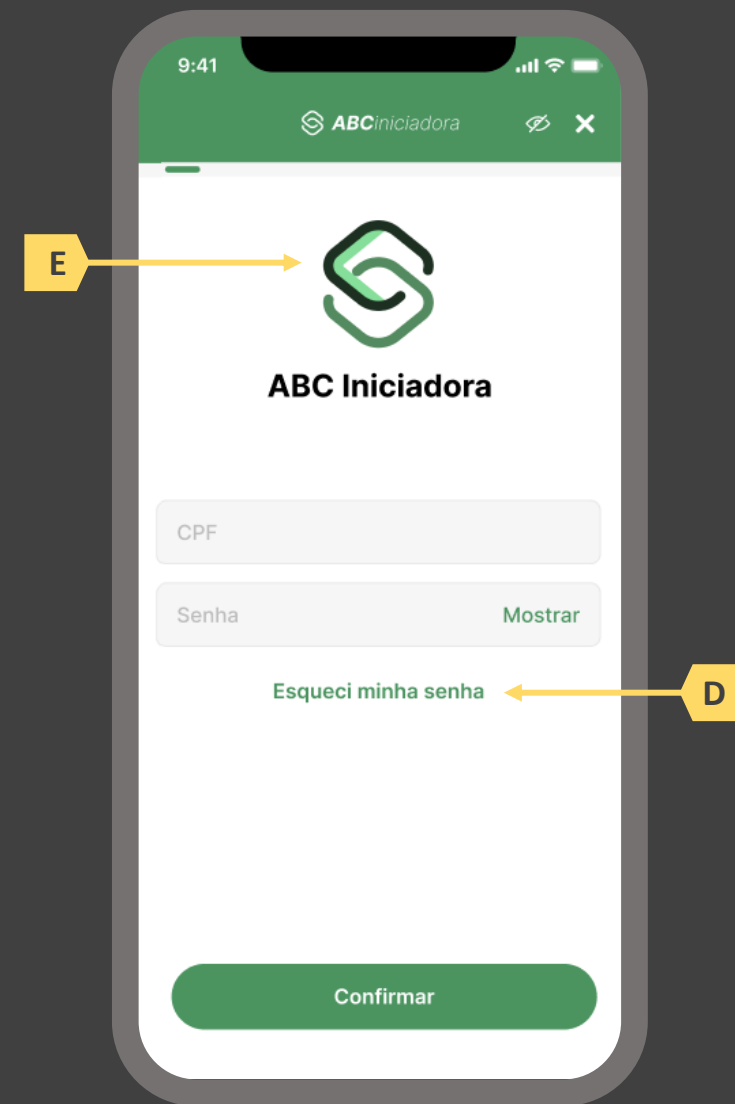 9:41
ABCiniciadora
E
ABC Iniciadora
CPF
Senha Mostrar
Esqueci minha senha
D
Confirmar